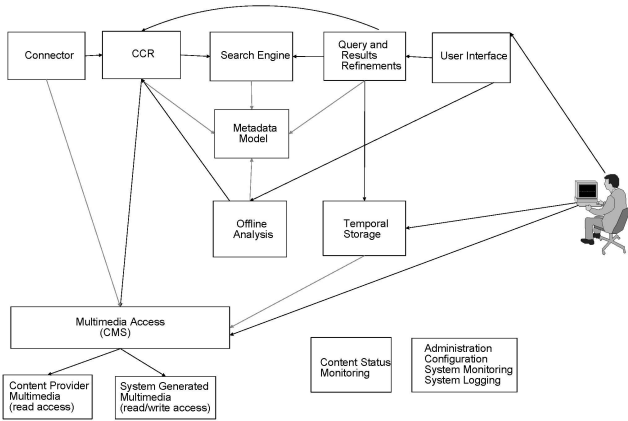 Connector
CCR
Search Engine
Query and
Results
Refinements
User Interface
Metadata
Model
Offline
Analysis
Temporal
Storage
Multimedia Access
(CMS)
Content Provider
Multimedia
(read access)
System Generated
Multimedia
(read/write access)
Content Status
Monitoring
Administration
Configuration
System Monitoring
System Logging